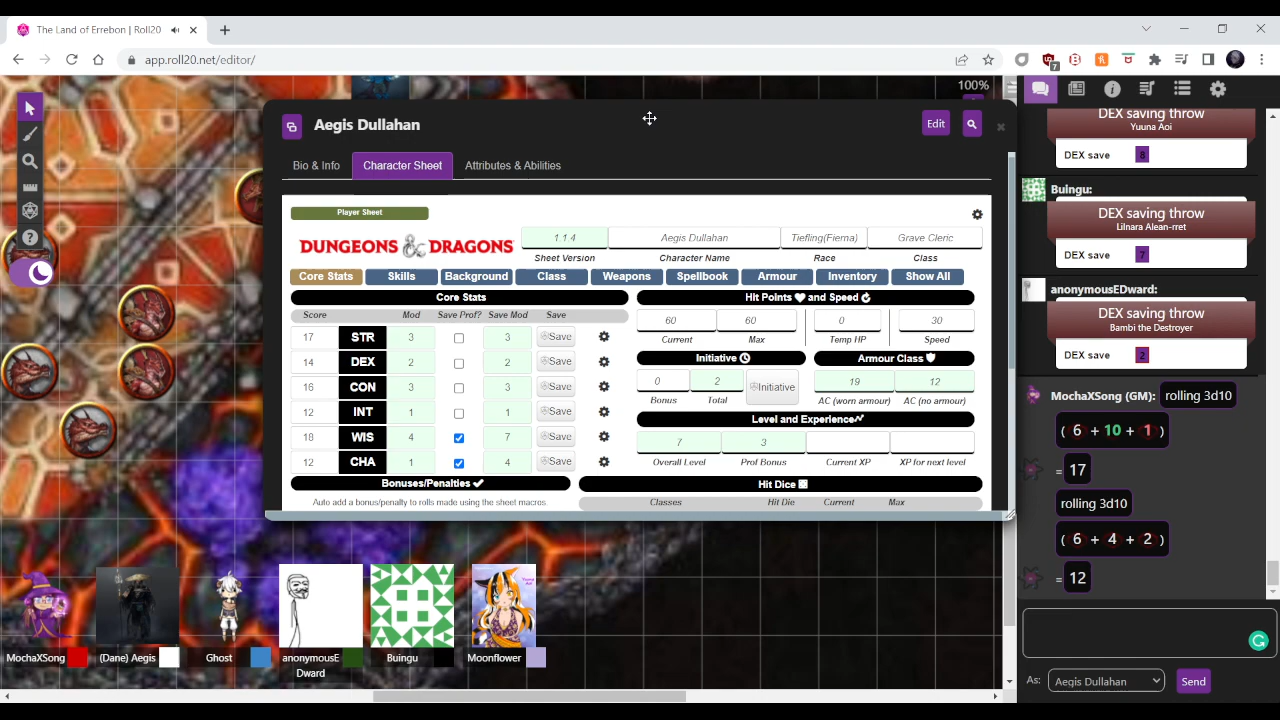 The Land of Errebon | Roll20
app.roll20.net/editor/
7
100%
Aegis Dullahan
Edit
Bio & Info
Character Sheet
Attributes & Abilities
Player Sheet
DUNGEONS & DRAGONS
1.1.4
Aegis Dullahan
Tiefling(Fierna)
Grave Cleric
Sheet Version
Character Name
Race
Class
Core Stats
Skills
Background
Class
Weapons
Spellbook
Armour
Inventory
Show All
Core Stats
Score Mod Save Prof? Save Mod Save
17 STR 3 3 Save
14 DEX 2 2 Save
16 CON 3 3 Save
12 INT 1 1 Save
18 WIS 4 7 Save
12 CHA 1 4 Save
Bonuses/Penalties
Auto add a bonus/penalty to rolls made using the sheet macros
Hit Points and Speed
60 60 0 30
Current Max Temp HP Speed
Initiative
0 2 Initiative
Bonus Total
Armour Class
19 12
AC (worn armour) AC (no armour)
Level and Experience
7 3
Overall Level Prof Bonus Current XP XP for next level
Hit Dice
Classes Hit Die Current Max
MochaXSong
(Dane) Aegis
Ghost
anonymousE
Dward
Buingu
Moonflower
Youna Aoi
DEX saving throw
Yuuna Aoi
DEX save 8
Buingu:
DEX saving throw
Lilnara Alean-rret
DEX save 7
anonymousEDward:
DEX saving throw
Bambi the Destroyer
DEX save 2
MochaXSong (GM): rolling 3d10
( 6 + 10 + 1 )
= 17
rolling 3d10
( 6 + 4 + 2 )
= 12
As: Aegis Dullahan Send